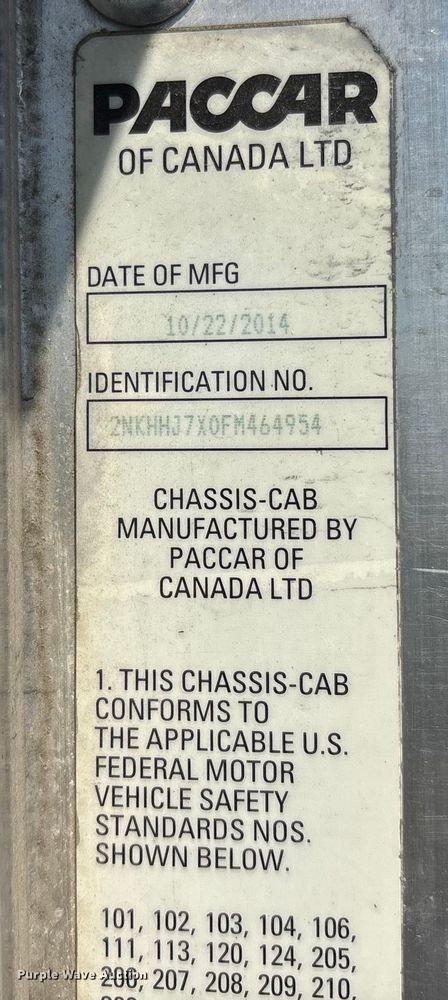 PACCAR
OF CANADA LTD
DATE OF MFG
10/22/2014
IDENTIFICATION NO.
2NKHHJ7X0FM464954
CHASSIS-CAB
MANUFACTURED BY
PACCAR OF
CANADA LTD
1. THIS CHASSIS-CAB
CONFORMS TO
THE APPLICABLE U.S.
FEDERAL MOTOR
VEHICLE SAFETY
STANDARDS NOS.
SHOWN BELOW.
101, 102, 103, 104, 106,
111, 113, 120, 124, 205,
206, 207, 208, 209, 210,
Purple Wave Auction